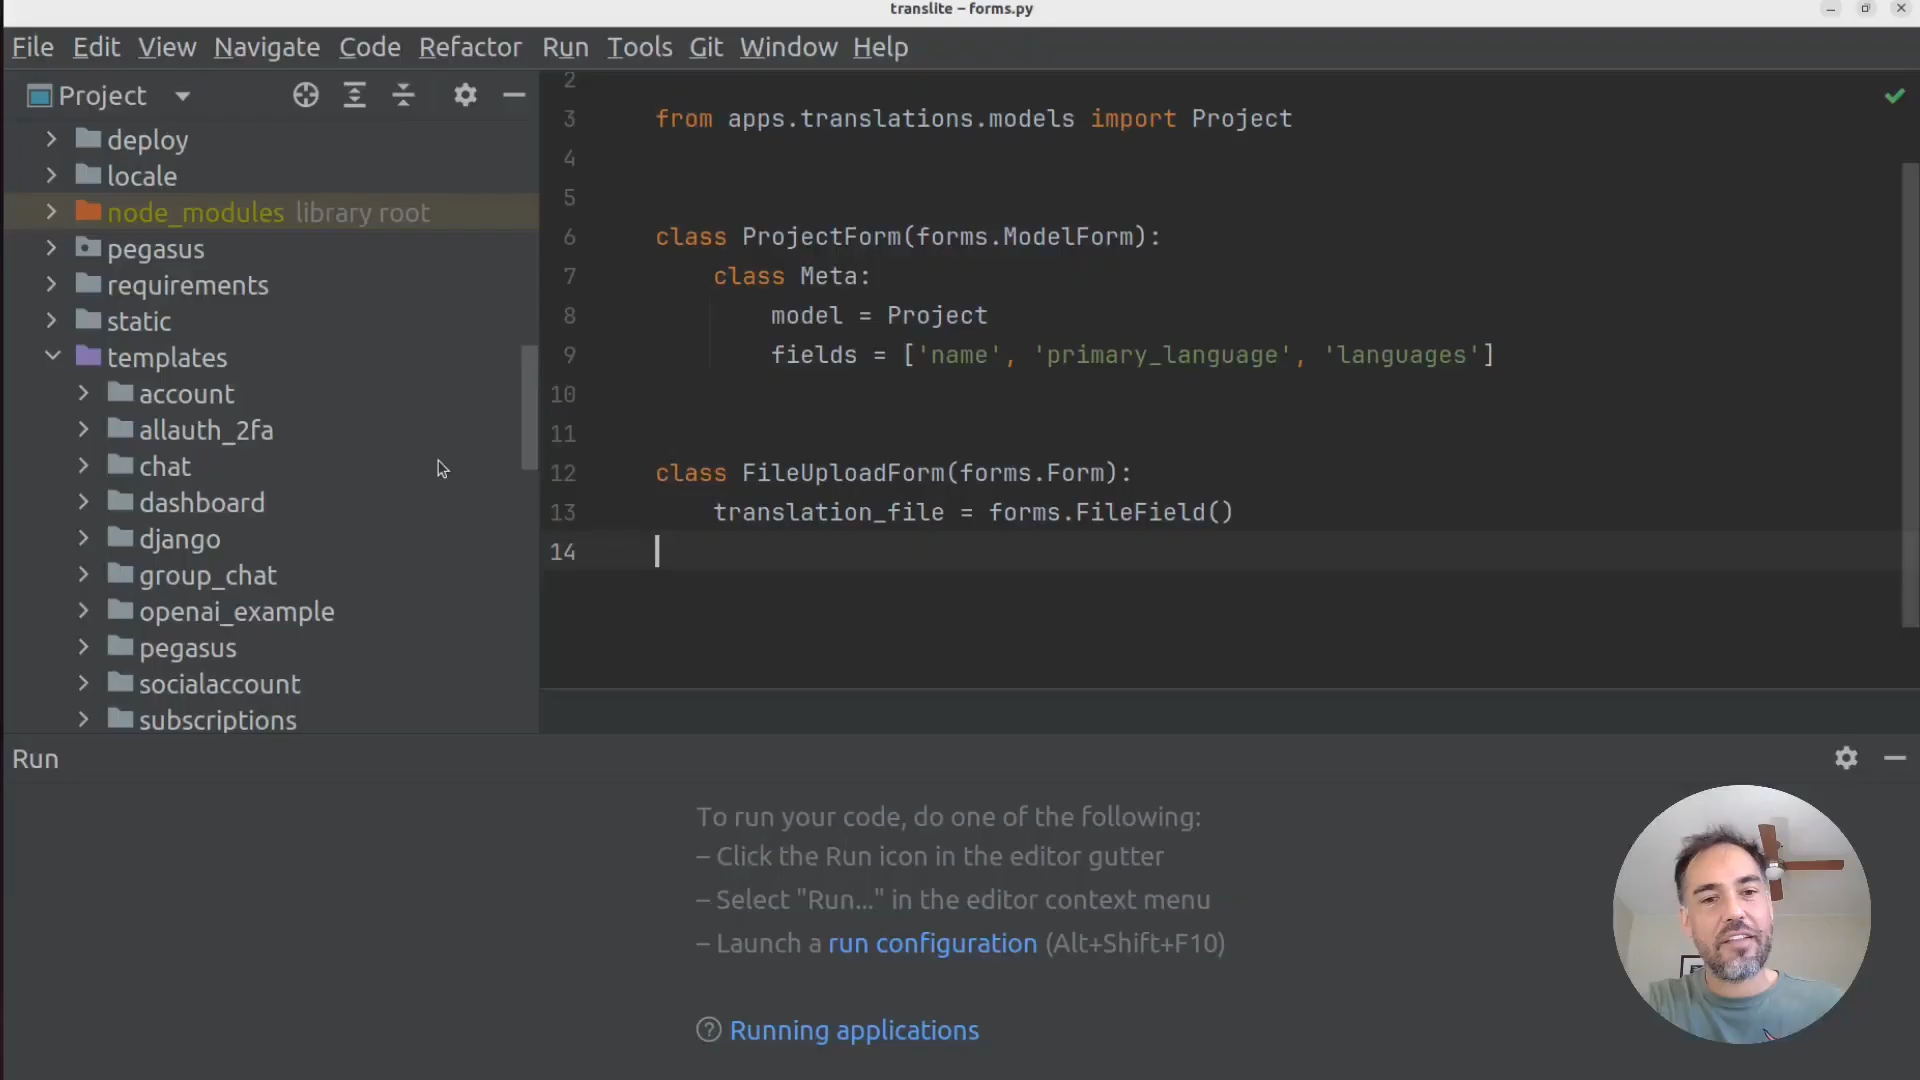 translite – forms.py
File Edit View Navigate Code Refactor Run Tools Git Window Help
Project
deploy
locale
node_modules library root
pegasus
requirements
static
templates
account
allauth_2fa
chat
dashboard
django
group_chat
openai_example
pegasus
socialaccount
subscriptions
2
3 from apps.translations.models import Project
4
5
6 class ProjectForm(forms.ModelForm):
7 class Meta:
8 model = Project
9 fields = ['name', 'primary_language', 'languages']
10
11
12 class FileUploadForm(forms.Form):
13 translation_file = forms.FileField()
14
Run
To run your code, do one of the following:
– Click the Run icon in the editor gutter
– Select "Run..." in the editor context menu
– Launch a run configuration (Alt+Shift+F10)
? Running applications